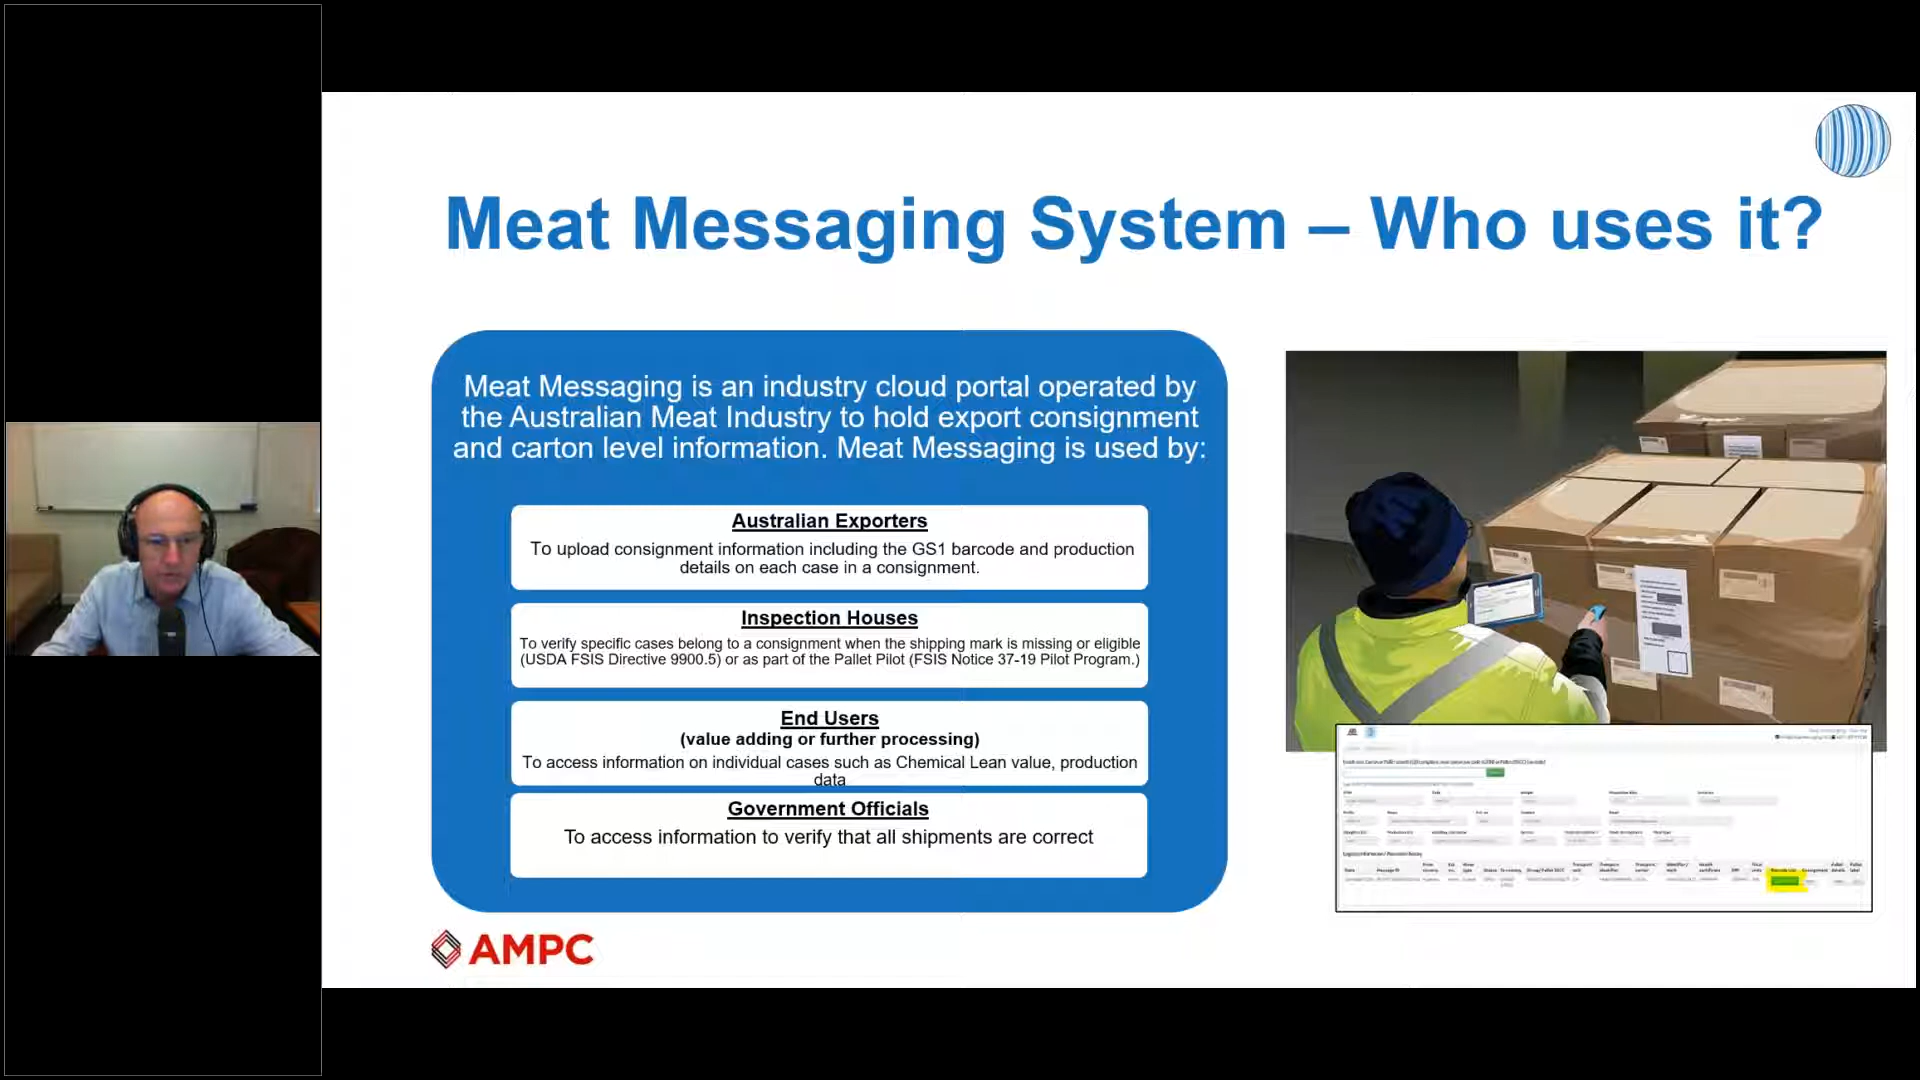 Meat Messaging System – Who uses it?
Meat Messaging is an industry cloud portal operated by
the Australian Meat Industry to hold export consignment
and carton level information. Meat Messaging is used by:
Australian Exporters
To upload consignment information including the GS1 barcode and production
details on each case in a consignment.
Inspection Houses
To verify specific cases belong to a consignment when the shipping mark is missing or eligible
(USDA FSIS Directive 9900.5) or as part of the Pallet Pilot (FSIS Notice 37-19 Pilot Program.)
End Users
(value adding or further processing)
To access information on individual cases such as Chemical Lean value, production
data
Government Officials
To access information to verify that all shipments are correct
AMPC